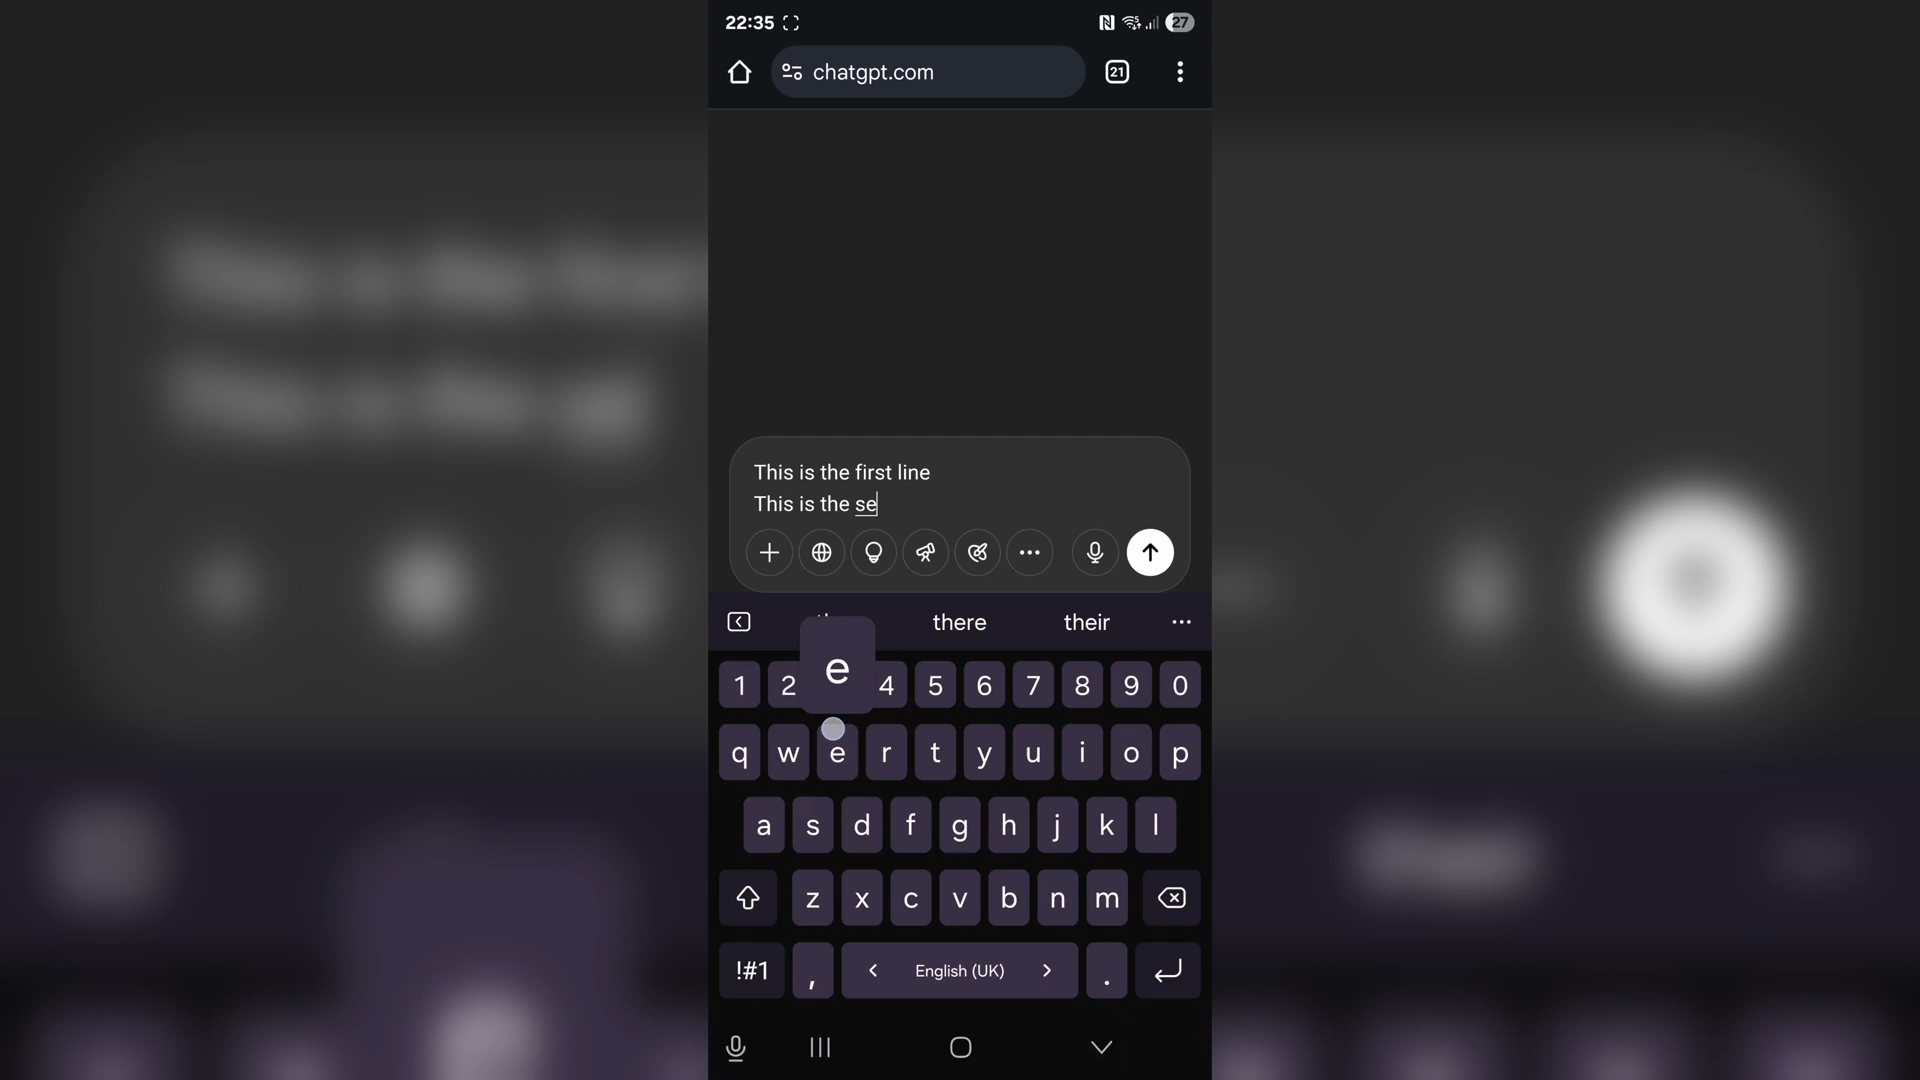 22:35
27
chatgpt.com
21
This is the first line
This is the se
there
their
e
1 2 4 5 6 7 8 9 0
q w e r t y u i o p
a s d f g h j k l
z x c v b n m
!#1 , English (UK) .